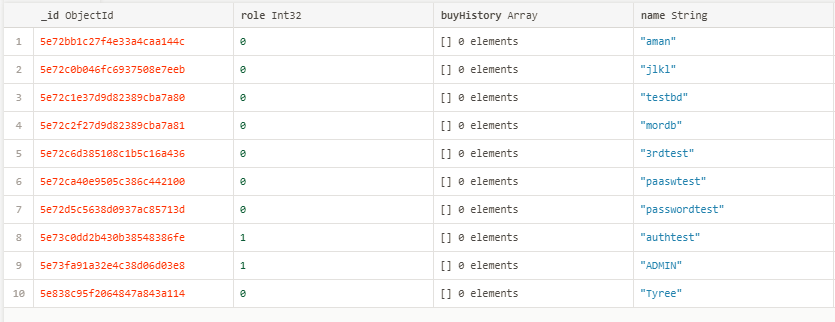 _id ObjectId role Int32 buyHistory Array name String
1 5e72bb1c27f4e33a4caa144c 0 [] 0 elements "aman"
2 5e72c0b046fc6937508e7eeb 0 [] 0 elements "jlkl"
3 5e72c1e37d9d82389cba7a80 0 [] 0 elements "testbd"
4 5e72c2f27d9d82389cba7a81 0 [] 0 elements "mordb"
5 5e72c6d385108c1b5c16a436 0 [] 0 elements "3rdtest"
6 5e72ca40e9505c386c442100 0 [] 0 elements "paaswtest"
7 5e72d5c5638d0937ac85713d 0 [] 0 elements "passwordtest"
8 5e73c0dd2b430b38548386fe 1 [] 0 elements "authtest"
9 5e73fa91a32e4c38d06d03e8 1 [] 0 elements "ADMIN"
10 5e838c95f2064847a843a114 0 [] 0 elements "Tyree"